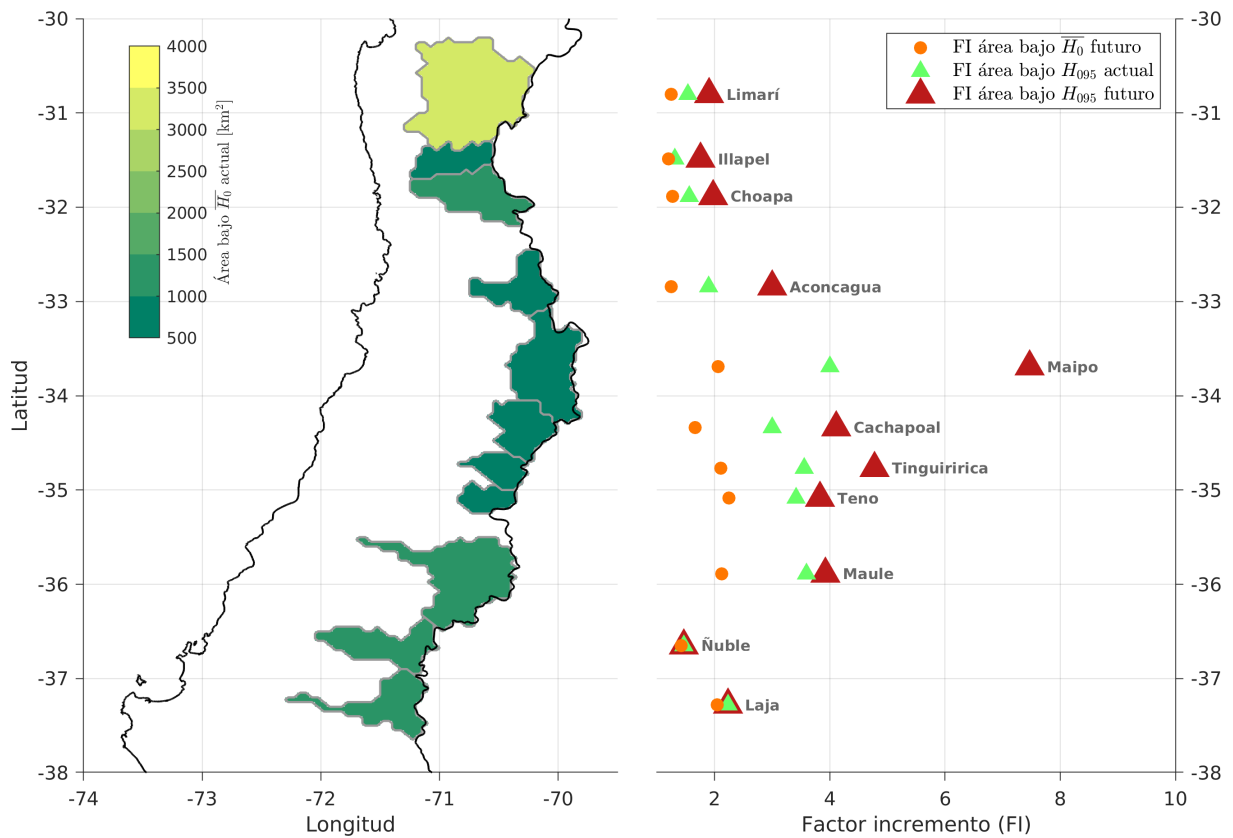 -30
-31
-32
-33
-34
-35
-36
-37
-38
Latitud
-74
-73
-72
-71
-70
Longitud
4000
3500
3000
2500
2000
1500
1000
500
Área bajo H̅₀ actual [km²]
FI área bajo H̅₀ futuro
FI área bajo H₀₉₅ actual
FI área bajo H₀₉₅ futuro
Limarí
Illapel
Choapa
Aconcagua
Maipo
Cachapoal
Tinguiririca
Teno
Maule
Ñuble
Laja
-30
-31
-32
-33
-34
-35
-36
-37
-38
2
4
6
8
10
Factor incremento (FI)